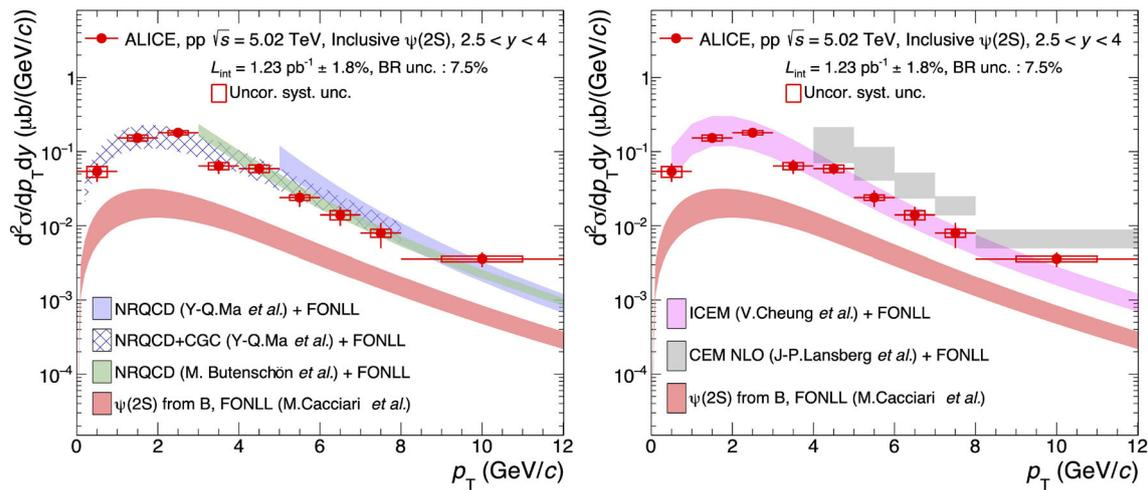 ALICE, pp √s = 5.02 TeV, Inclusive ψ(2S), 2.5 < y < 4
L_int = 1.23 pb⁻¹ ± 1.8%, BR unc. : 7.5%
Uncor. syst. unc.
d²σ/dp_Tdy (μb/(GeV/c))
1
10⁻¹
10⁻²
10⁻³
10⁻⁴
NRQCD (Y-Q.Ma et al.) + FONLL
NRQCD+CGC (Y-Q.Ma et al.) + FONLL
NRQCD (M. Butenschön et al.) + FONLL
ψ(2S) from B, FONLL (M.Cacciari et al.)
0 2 4 6 8 10 12
p_T (GeV/c)
ALICE, pp √s = 5.02 TeV, Inclusive ψ(2S), 2.5 < y < 4
L_int = 1.23 pb⁻¹ ± 1.8%, BR unc. : 7.5%
Uncor. syst. unc.
d²σ/dp_Tdy (μb/(GeV/c))
1
10⁻¹
10⁻²
10⁻³
10⁻⁴
ICEM (V.Cheung et al.) + FONLL
CEM NLO (J-P.Lansberg et al.) + FONLL
ψ(2S) from B, FONLL (M.Cacciari et al.)
0 2 4 6 8 10 12
p_T (GeV/c)